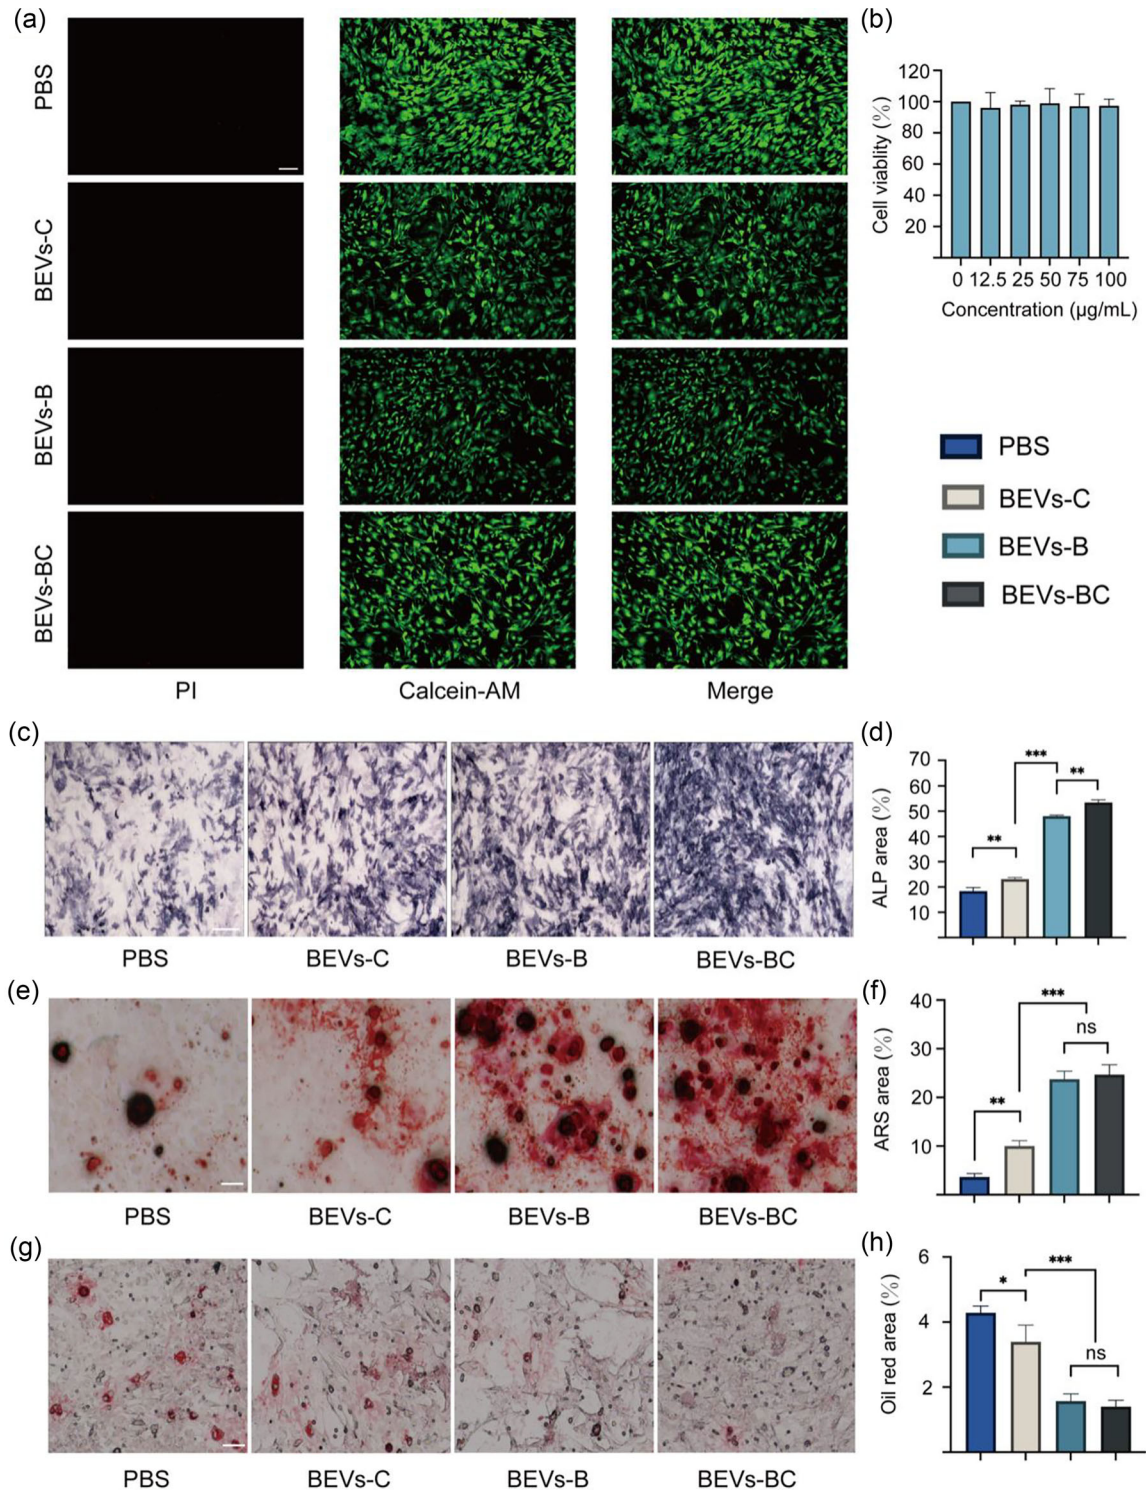 (a)
PBS
BEVs-C
BEVs-B
BEVs-BC
PI
Calcein-AM
Merge
(b)
Cell viablity (%)
120
100
80
60
40
20
0 12.5 25 50 75 100
Concentration (μg/mL)
PBS
BEVs-C
BEVs-B
BEVs-BC
(c)
PBS
BEVs-C
BEVs-B
BEVs-BC
(d)
ALP area (%)
70
60
50
40
30
20
10
**
***
**
(e)
PBS
BEVs-C
BEVs-B
BEVs-BC
(f)
ARS area (%)
40
30
20
10
**
***
ns
(g)
PBS
BEVs-C
BEVs-B
BEVs-BC
(h)
Oil red area (%)
6
4
2
*
***
ns